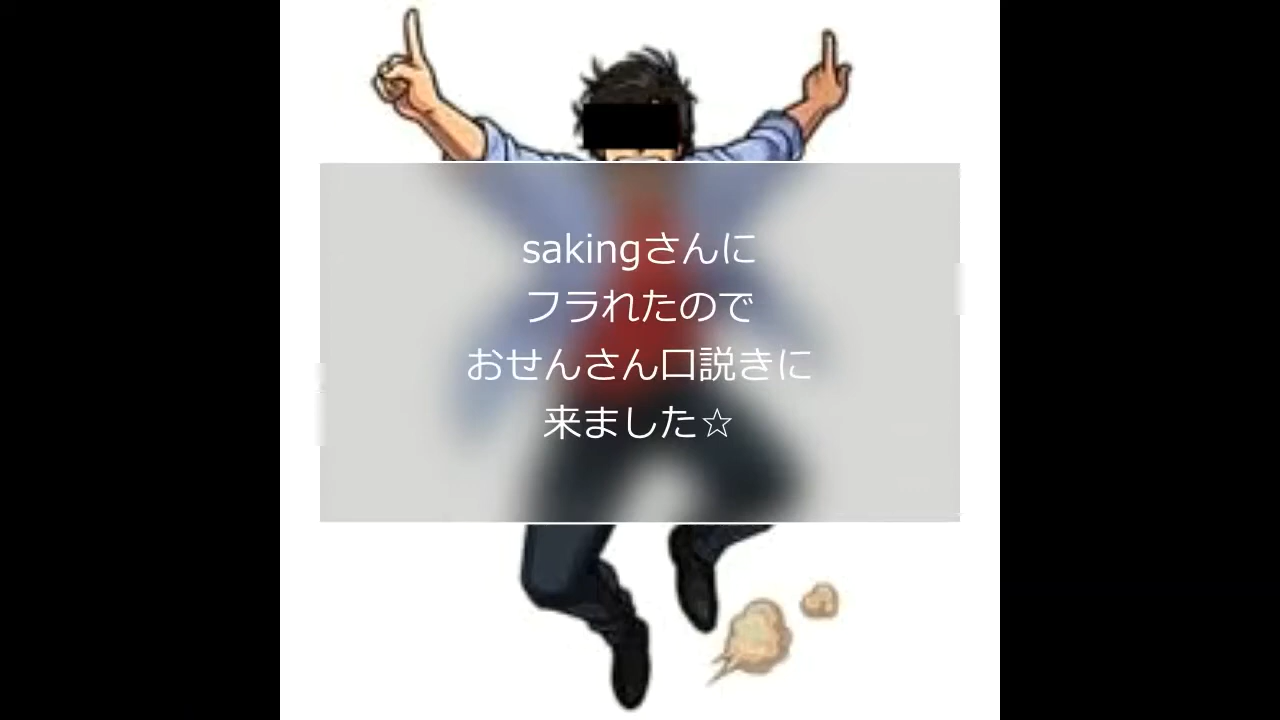 sakingさんに
フラれたので
おせんさん口説きに
来ました☆